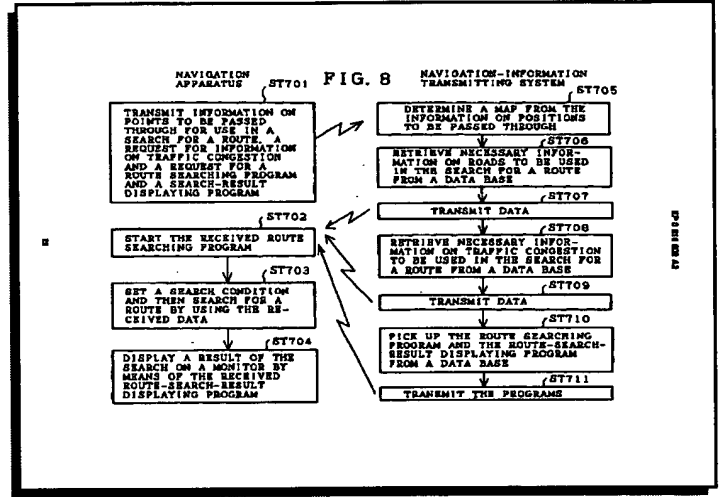 FIG. 8
NAVIGATION
APPARATUS
ST701
TRANSMIT INFORMATION ON
POINTS TO BE PASSED
THROUGH FOR USE IN A
SEARCH FOR A ROUTE, A
REQUEST FOR INFORMATION
ON TRAFFIC CONGESTION
AND A REQUEST FOR A
ROUTE SEARCHING PROGRAM
AND A SEARCH-RESULT
DISPLAYING PROGRAM
ST702
START THE RECEIVED ROUTE
SEARCHING PROGRAM
ST703
SET A SEARCH CONDITION
AND THEN SEARCH FOR A
ROUTE BY USING THE RE-
CEIVED DATA
ST704
DISPLAY A RESULT OF THE
SEARCH ON A MONITOR BY
MEANS OF THE RECEIVED
ROUTE-SEARCH-RESULT
DISPLAYING PROGRAM
NAVIGATION-INFORMATION
TRANSMITTING SYSTEM
ST705
DETERMINE A MAP FROM THE
INFORMATION ON POSITIONS
TO BE PASSED THROUGH
ST706
RETRIEVE NECESSARY INFOR-
MATION ON ROADS TO BE USED
IN THE SEARCH FOR A ROUTE
FROM A DATA BASE
ST707
TRANSMIT DATA
ST708
RETRIEVE NECESSARY INFOR-
MATION ON TRAFFIC CONGESTION
TO BE USED IN THE SEARCH FOR
A ROUTE FROM A DATA BASE
ST709
TRANSMIT DATA
ST710
PICK UP THE ROUTE SEARCHING
PROGRAM AND THE ROUTE-SEARCH-
RESULT DISPLAYING PROGRAM
FROM A DATA BASE
ST711
TRANSMIT THE PROGRAMS